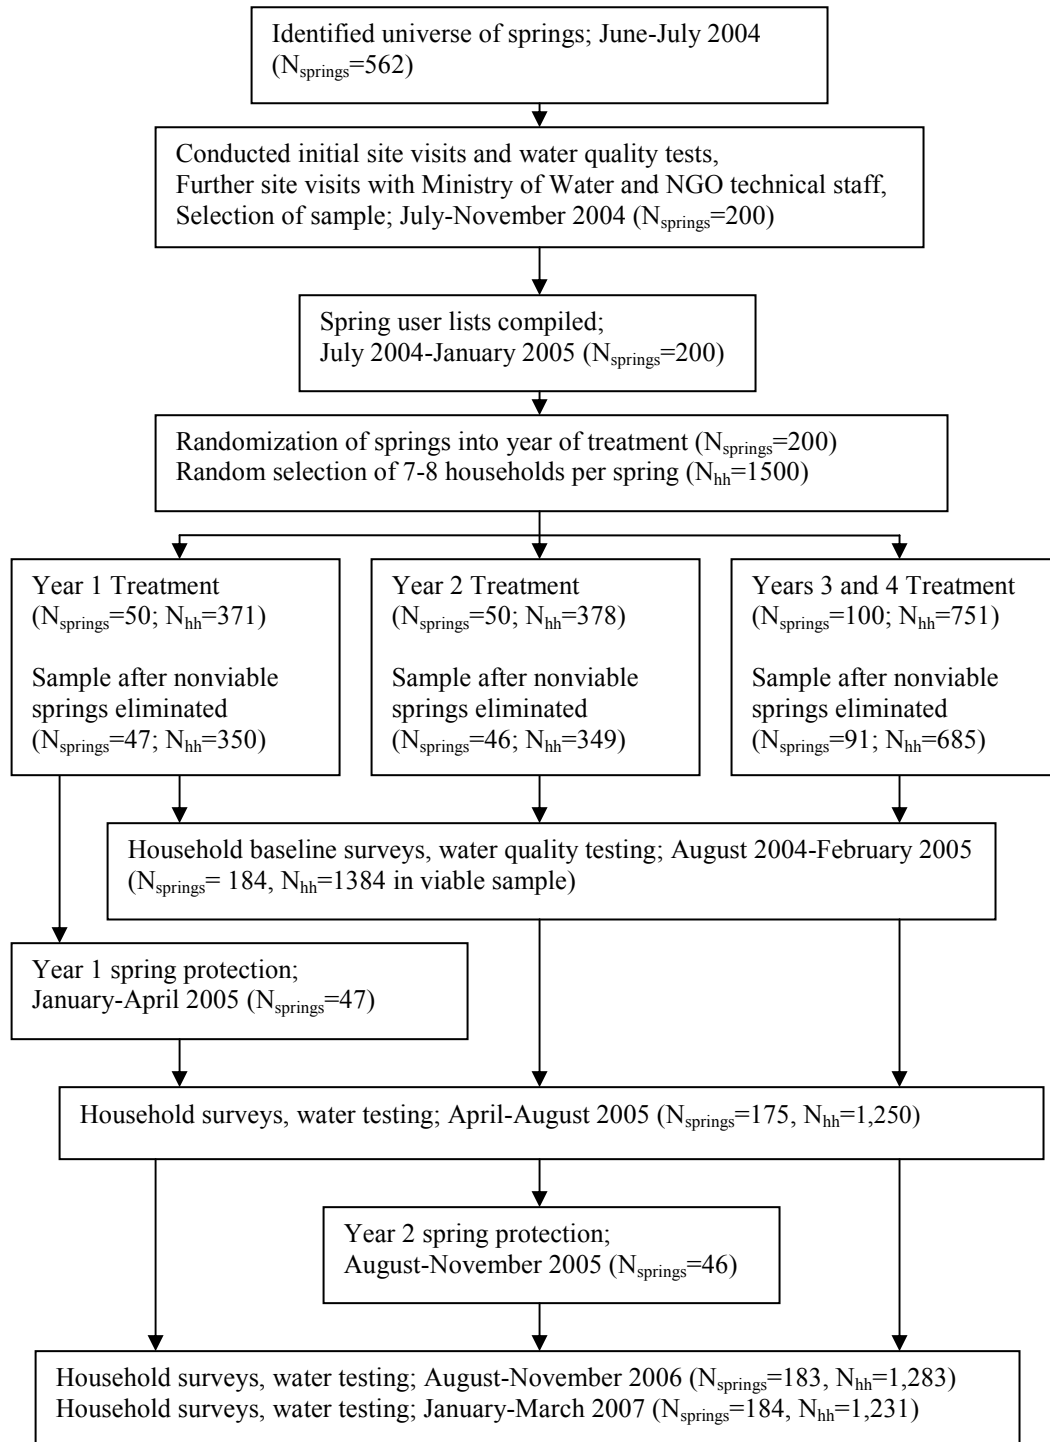 Identified universe of springs; June-July 2004
(Nsprings=562)
Conducted initial site visits and water quality tests,
Further site visits with Ministry of Water and NGO technical staff,
Selection of sample; July-November 2004 (Nsprings=200)
Spring user lists compiled;
July 2004-January 2005 (Nsprings=200)
Randomization of springs into year of treatment (Nsprings=200)
Random selection of 7-8 households per spring (Nhh=1500)
Year 1 Treatment
(Nsprings=50; Nhh=371)
Sample after nonviable
springs eliminated
(Nsprings=47; Nhh=350)
Year 2 Treatment
(Nsprings=50; Nhh=378)
Sample after nonviable
springs eliminated
(Nsprings=46; Nhh=349)
Years 3 and 4 Treatment
(Nsprings=100; Nhh=751)
Sample after nonviable
springs eliminated
(Nsprings=91; Nhh=685)
Household baseline surveys, water quality testing; August 2004-February 2005
(Nsprings= 184, Nhh=1384 in viable sample)
Year 1 spring protection;
January-April 2005 (Nsprings=47)
Household surveys, water testing; April-August 2005 (Nsprings=175, Nhh=1,250)
Year 2 spring protection;
August-November 2005 (Nsprings=46)
Household surveys, water testing; August-November 2006 (Nsprings=183, Nhh=1,283)
Household surveys, water testing; January-March 2007 (Nsprings=184, Nhh=1,231)